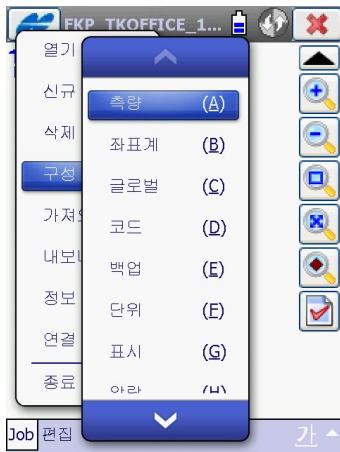 FKP_TKOFFICE_1...
열기
신규
삭제
구성
가져
내보
정보
연결
종료
측량 (A)
좌표계 (B)
글로벌 (C)
코드 (D)
백업 (E)
단위 (F)
표시 (G)
알람 (H)
Job 편집 가